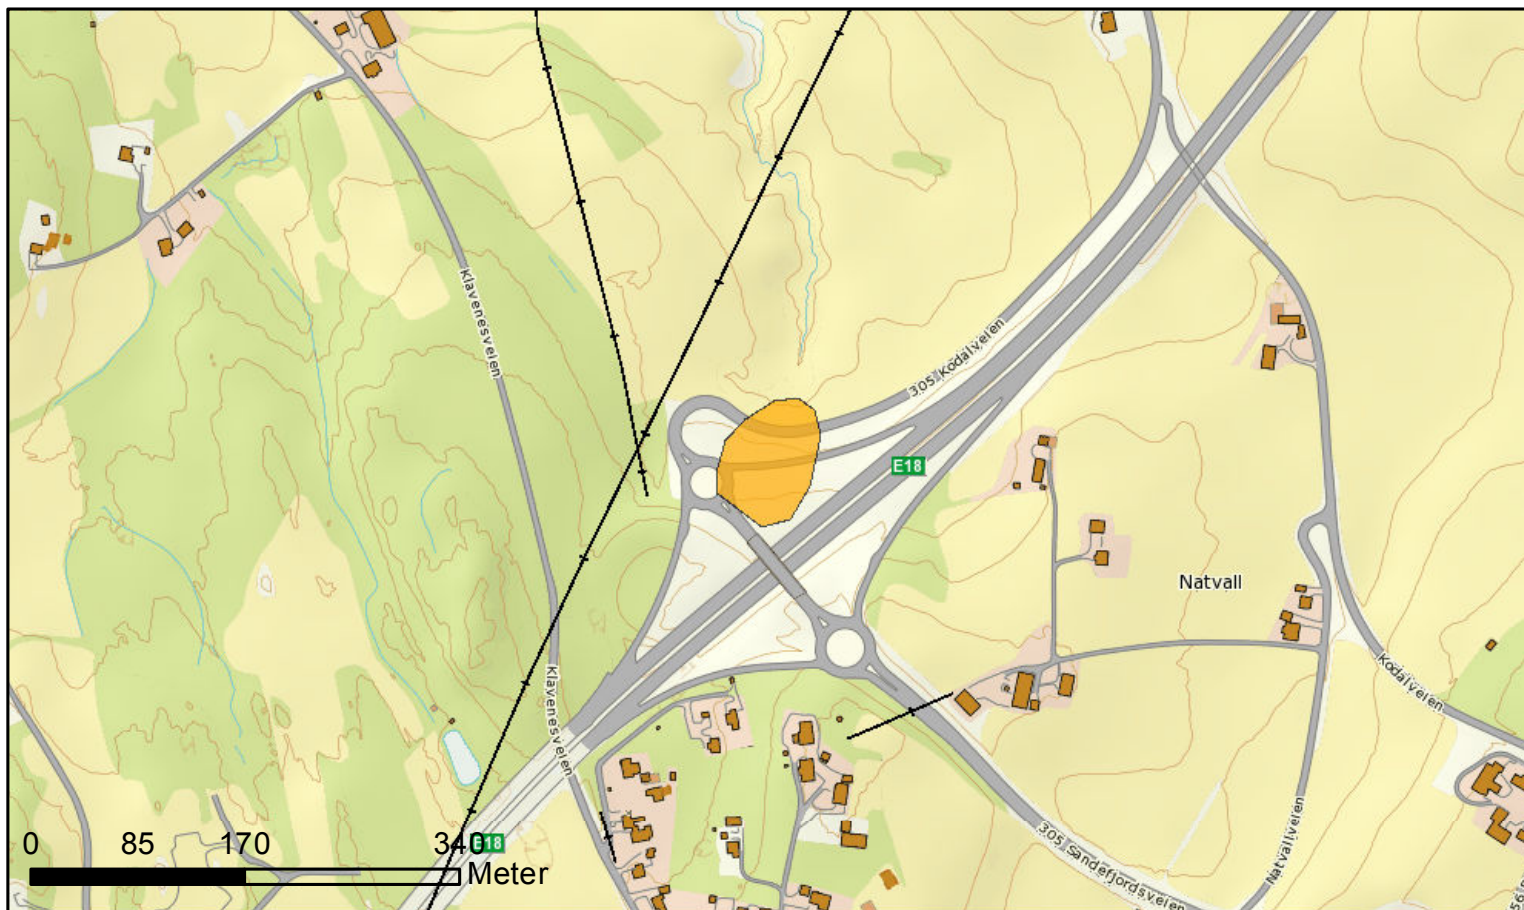 Klavenesveien
305 Kodalveien
E18
Natvall
Klavenesveien
Kodalveien
305 Sandefjordsveien
Natvallveien
0 85 170 340
E18
Meter